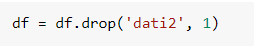 df = df.drop('dati2', 1)